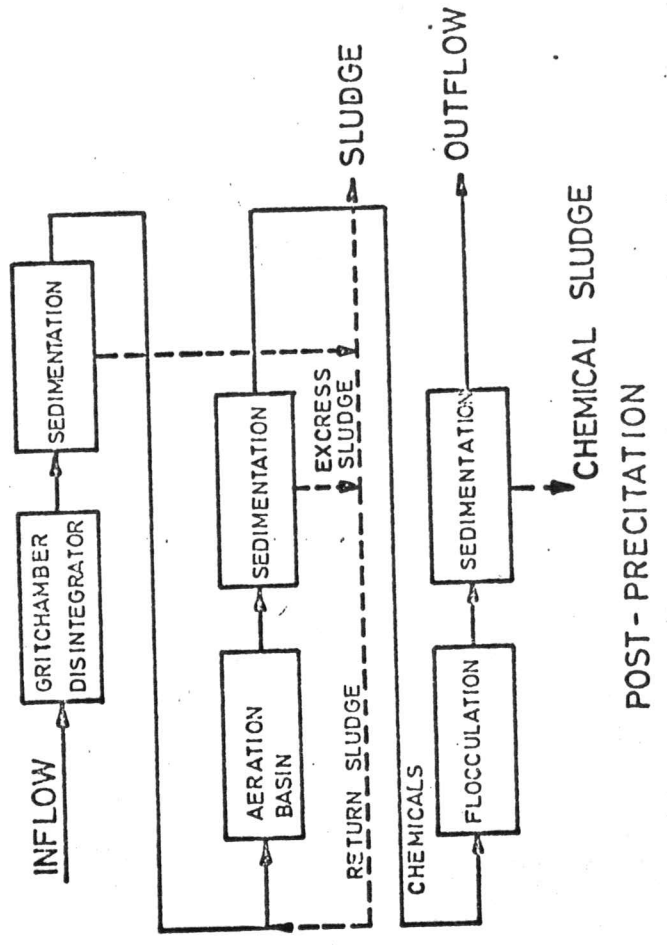 INFLOW
GRITCHAMBER
DISINTEGRATOR
SEDIMENTATION
AERATION
BASIN
SEDIMENTATION
EXCRESS
SLUDGE
RETURN SLUDGE
SLUDGE
CHEMICALS
FLOCCULATION
SEDIMENTATION
OUTFLOW
CHEMICAL SLUDGE
POST-PRECITATION